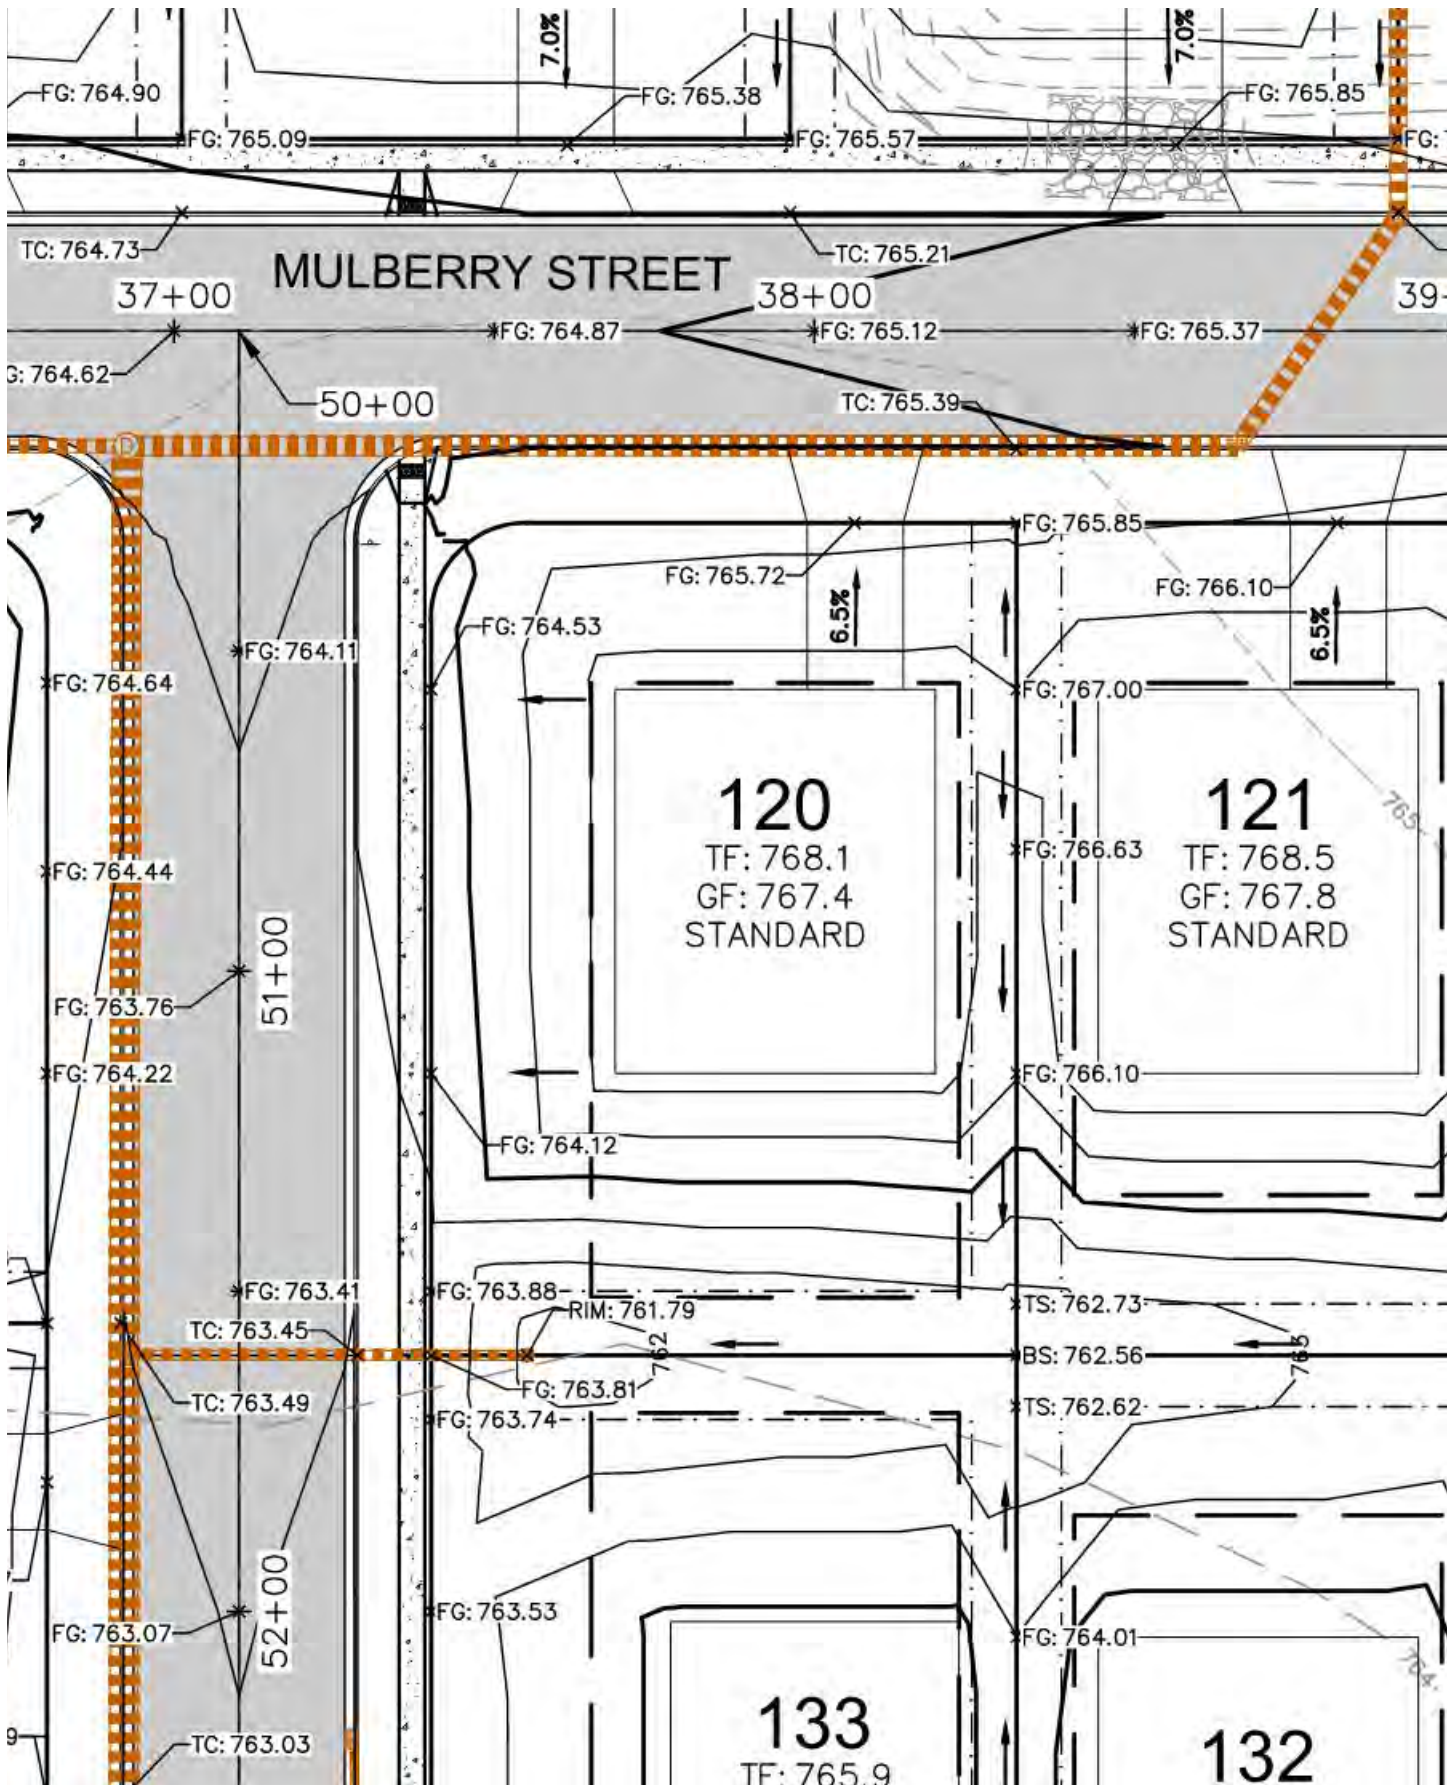 7.0%
7.0%
FG: 764.90
FG: 765.38
FG: 765.85
FG: 765.09
FG: 765.57
FG:
TC: 764.73
TC: 765.21
MULBERRY STREET
37+00
38+00
39
FG: 764.87
FG: 765.12
FG: 765.37
G: 764.62
50+00
TC: 765.39
D
FG: 765.85
FG: 765.72
FG: 766.10
6.5%
6.5%
FG: 764.53
FG: 764.11
FG: 764.64
FG: 767.00
120
TF: 768.1
GF: 767.4
STANDARD
121
TF: 768.5
GF: 767.8
STANDARD
765
FG: 766.63
FG: 764.44
51+00
FG: 763.76
FG: 764.22
FG: 766.10
FG: 764.12
FG: 763.41
FG: 763.88
RIM: 761.79
TS: 762.73
TC: 763.45
762
763
BS: 762.56
FG: 763.81
TC: 763.49
FG: 763.74
TS: 762.62
52+00
FG: 763.53
FG: 763.07
FG: 764.01
764
133
TF: 765.9
132
TC: 763.03
9